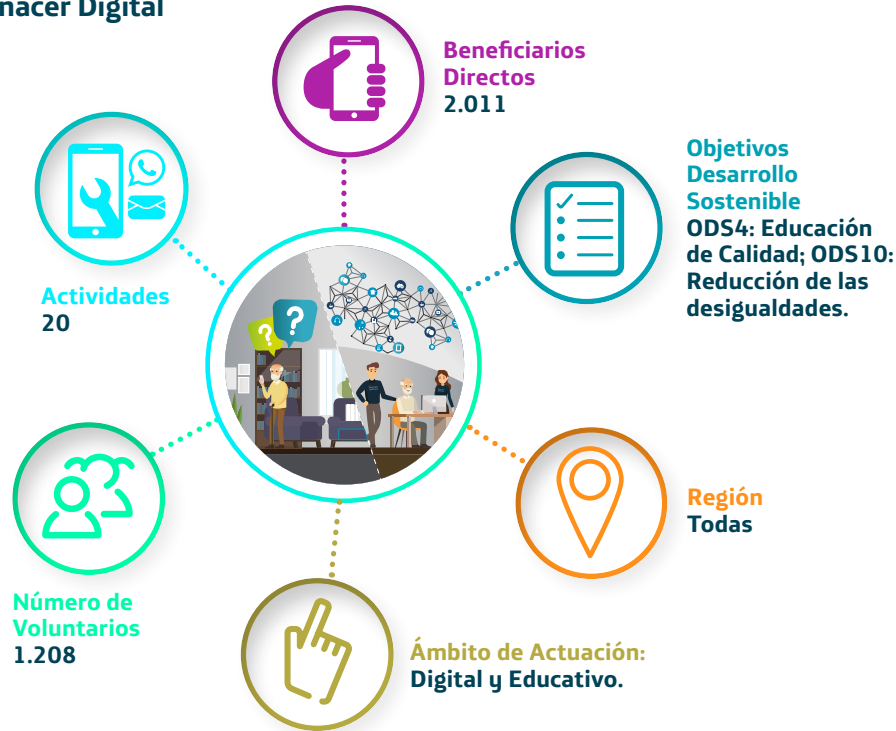 nacer Digital
Beneficiarios
Directos
2.011
Objetivos
Desarrollo
Sostenible
ODS4: Educación
de Calidad; ODS10:
Reducción de las
desigualdades.
Actividades
20
? ?
Región
Todas
Número de
Voluntarios
1.208
Ámbito de Actuación:
Digital y Educativo.